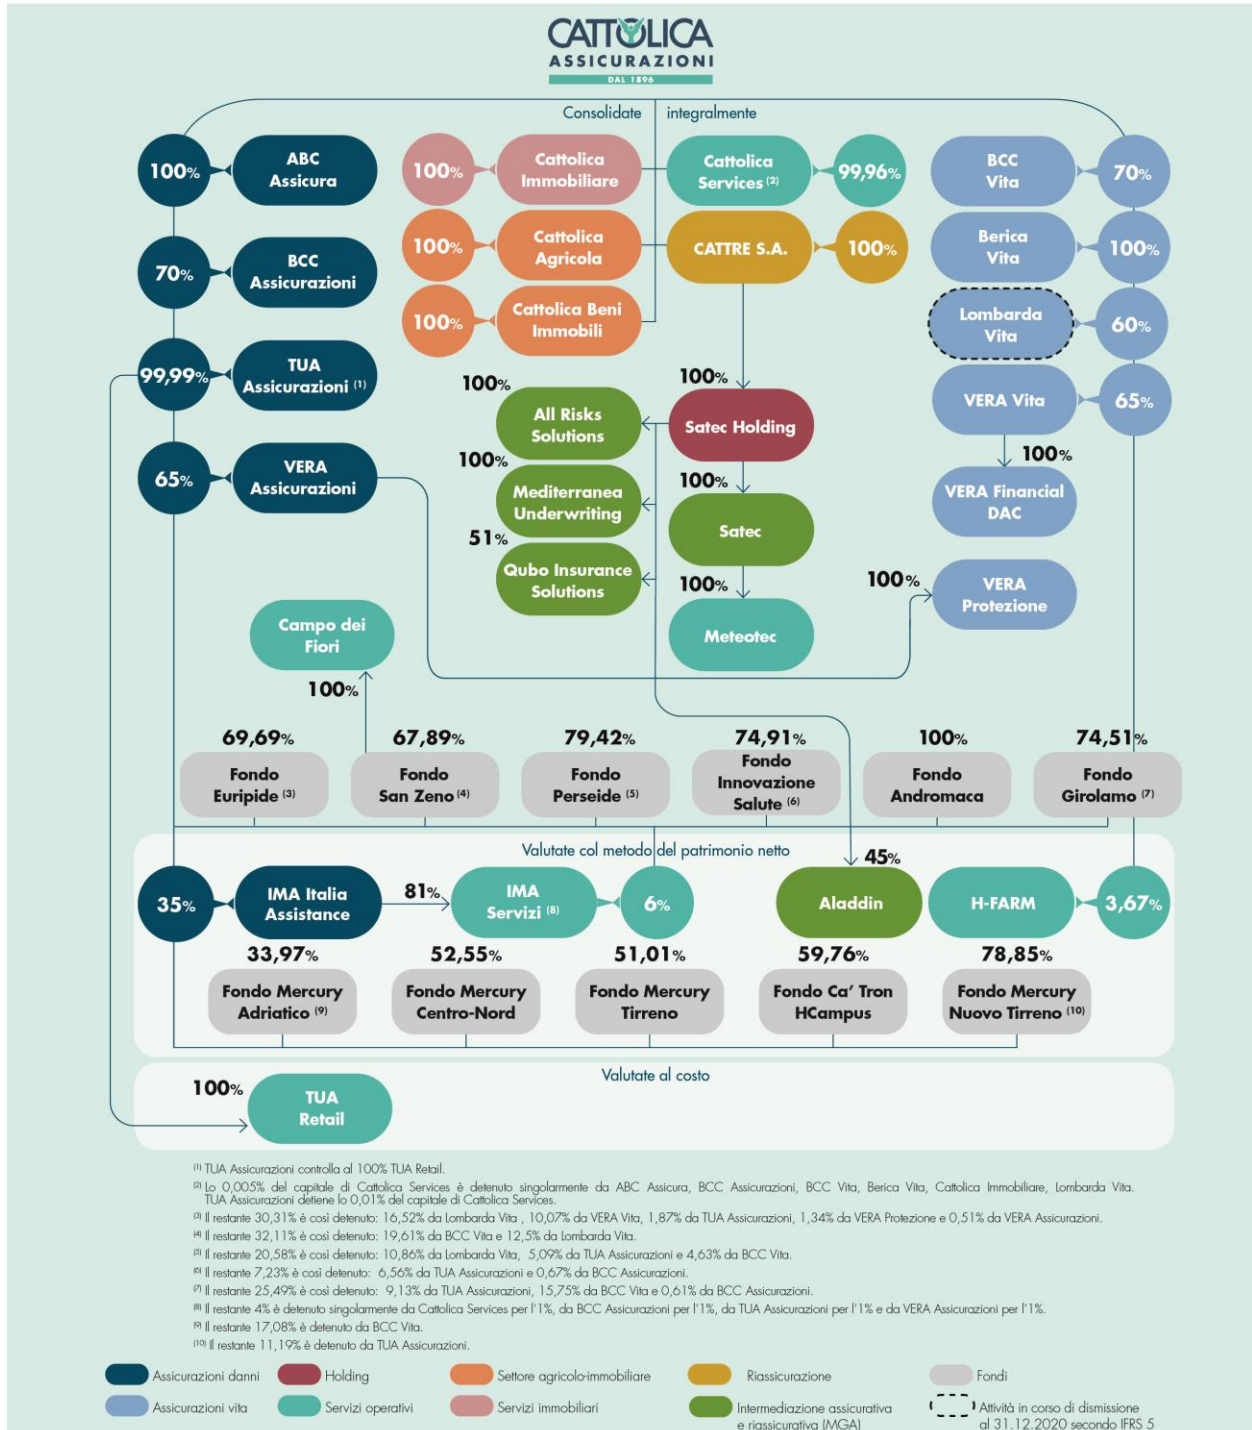 CATTOLICA
ASSICURAZIONI
DAL 1896
Consolidate integralmente
100%
ABC
Assicura
70%
BCC
Assicurazioni
99,99%
TUA
Assicurazioni (1)
65%
VERA
Assicurazioni
100%
Cattolica
Immobiliare
100%
Cattolica
Agricola
100%
Cattolica Beni
Immobili
Cattolica
Services (2)
99,96%
CATTRE S.A.
100%
BCC
Vita
70%
Berica
Vita
100%
Lombarda
Vita
60%
VERA Vita
65%
100%
VERA Financial
DAC
100%
VERA
Protezione
100%
Satec Holding
100%
All Risks
Solutions
100%
Mediterranea
Underwriting
51%
Qubo Insurance
Solutions
100%
Satec
100%
Meteotec
Campo dei
Fiori
100%
69,69%
Fondo
Euripide (3)
67,89%
Fondo
San Zeno (4)
79,42%
Fondo
Perseide (5)
74,91%
Fondo
Innovazione
Salute (6)
100%
Fondo
Andromaca
74,51%
Fondo
Girolamo (7)
Valutate col metodo del patrimonio netto
35%
IMA Italia
Assistance
81%
IMA
Servizi (8)
6%
45%
Aladdin
H-FARM
3,67%
33,97%
Fondo Mercury
Adriatico (9)
52,55%
Fondo Mercury
Centro-Nord
51,01%
Fondo Mercury
Tirreno
59,76%
Fondo Ca' Tron
HCampus
78,85%
Fondo Mercury
Nuovo Tirreno (10)
Valutate al costo
100%
TUA
Retail
(1) TUA Assicurazioni controlla al 100% TUA Retail.
(2) Lo 0,005% del capitale di Cattolica Services è detenuto singolarmente da ABC Assicura, BCC Assicurazioni, BCC Vita, Berica Vita, Cattolica Immobiliare, Lombarda Vita.
TUA Assicurazioni detiene lo 0,01% del capitale di Cattolica Services.
(3) Il restante 30,31% è così detenuto: 16,52% da Lombarda Vita , 10,07% da VERA Vita, 1,87% da TUA Assicurazioni, 1,34% da VERA Protezione e 0,51% da VERA Assicurazioni.
(4) Il restante 32,11% è così detenuto: 19,61% da BCC Vita e 12,5% da Lombarda Vita.
(5) Il restante 20,58% è così detenuto: 10,86% da Lombarda Vita, 5,09% da TUA Assicurazioni e 4,63% da BCC Vita.
(6) Il restante 7,23% è così detenuto: 6,56% da TUA Assicurazioni e 0,67% da BCC Assicurazioni.
(7) Il restante 25,49% è così detenuto: 9,13% da TUA Assicurazioni, 15,75% da BCC Vita e 0,61% da BCC Assicurazioni.
(8) Il restante 4% è detenuto singolarmente da Cattolica Services per l'1%, da BCC Assicurazioni per l'1%, da TUA Assicurazioni per l'1% e da VERA Assicurazioni per l'1%.
(9) Il restante 17,08% è detenuto da BCC Vita.
(10) Il restante 11,19% è detenuto da TUA Assicurazioni.
Assicurazioni danni
Holding
Settore agricolo-immobiliare
Riassicurazione
Fondi
Assicurazioni vita
Servizi operativi
Servizi immobiliari
Intermediazione assicurativa
e riassicurativa (MGA)
Attività in corso di dismissione
al 31.12.2020 secondo IFRS 5